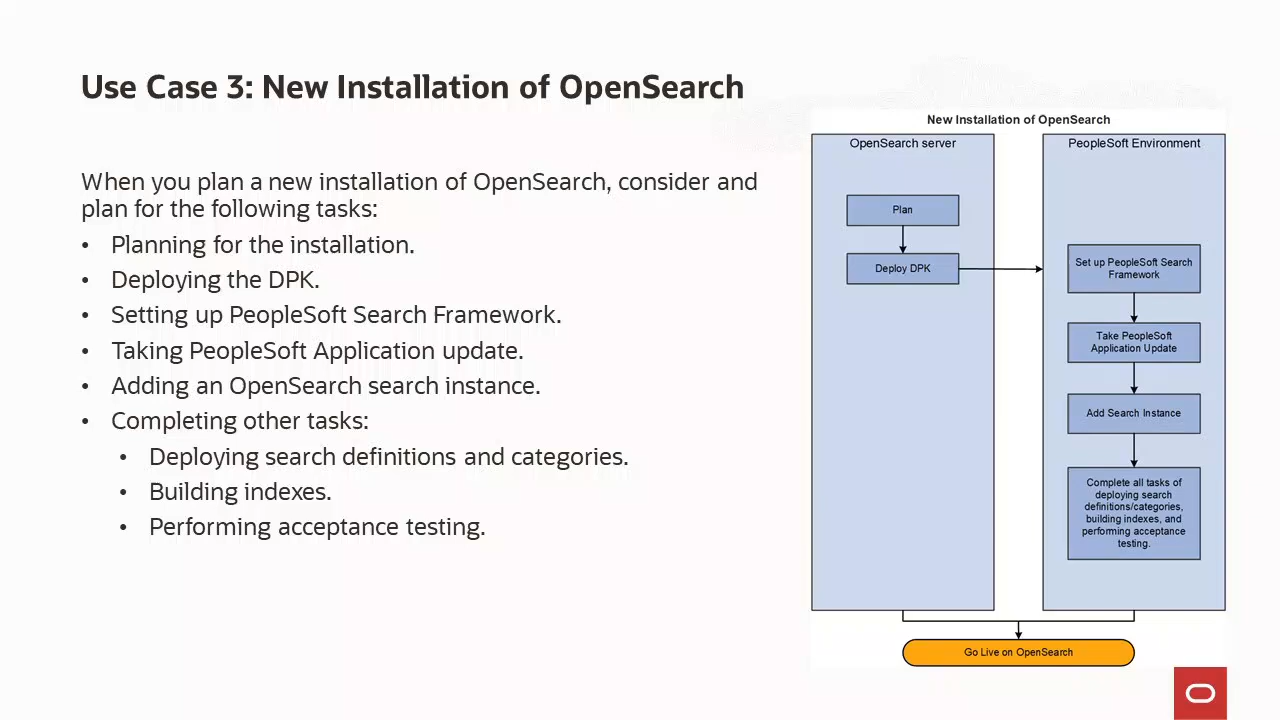 Use Case 3: New Installation of OpenSearch
When you plan a new installation of OpenSearch, consider and
plan for the following tasks:
• Planning for the installation.
• Deploying the DPK.
• Setting up PeopleSoft Search Framework.
• Taking PeopleSoft Application update.
• Adding an OpenSearch search instance.
• Completing other tasks:
• Deploying search definitions and categories.
• Building indexes.
• Performing acceptance testing.
New Installation of OpenSearch
OpenSearch server
Plan
Deploy DPK
PeopleSoft Environment
Set up PeopleSoft Search
Framework
Take PeopleSoft
Application Update
Add Search Instance
Complete all tasks of
deploying search
definitions/categories,
building indexes, and
performing acceptance
testing.
Go Live on OpenSearch